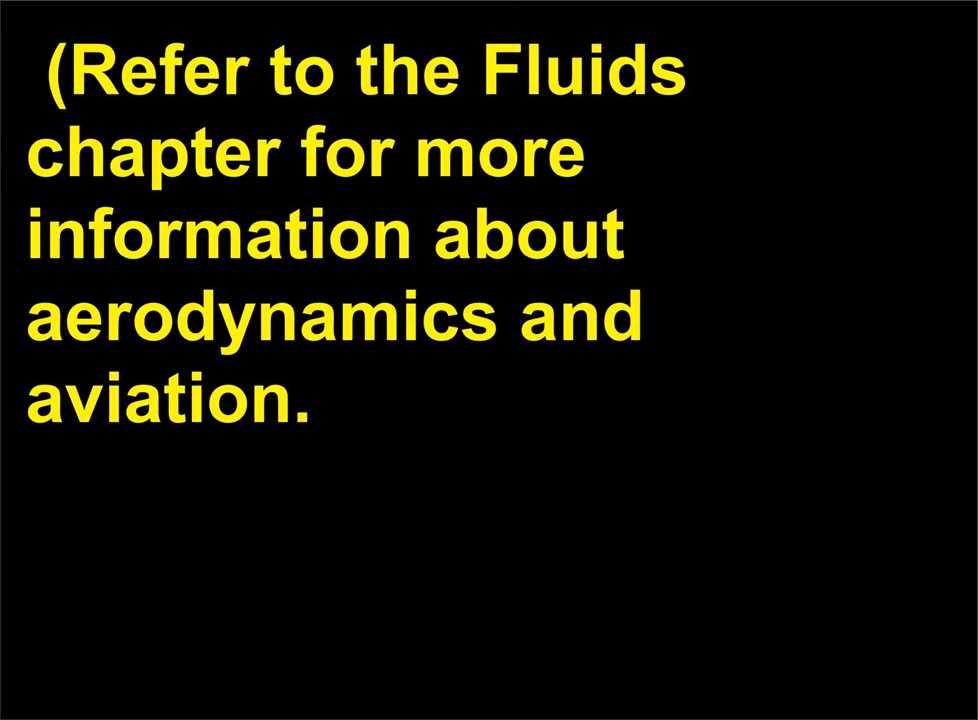 (Refer to the Fluids
chapter for more
information about
aerodynamics and
aviation.